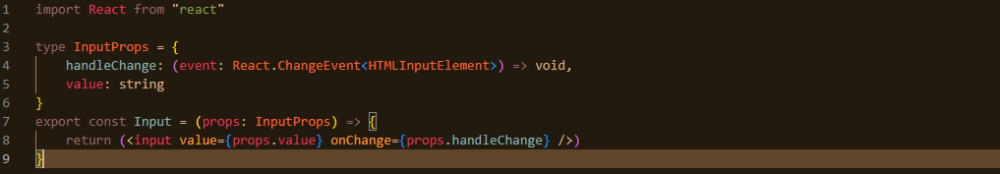 1 import React from "react"
2
3 type InputProps = {
4     handleChange: (event: React.ChangeEvent<HTMLInputElement>) => void,
5     value: string
6 }
7 export const Input = (props: InputProps) => {
8     return (<input value={props.value} onChange={props.handleChange} />)
9 }